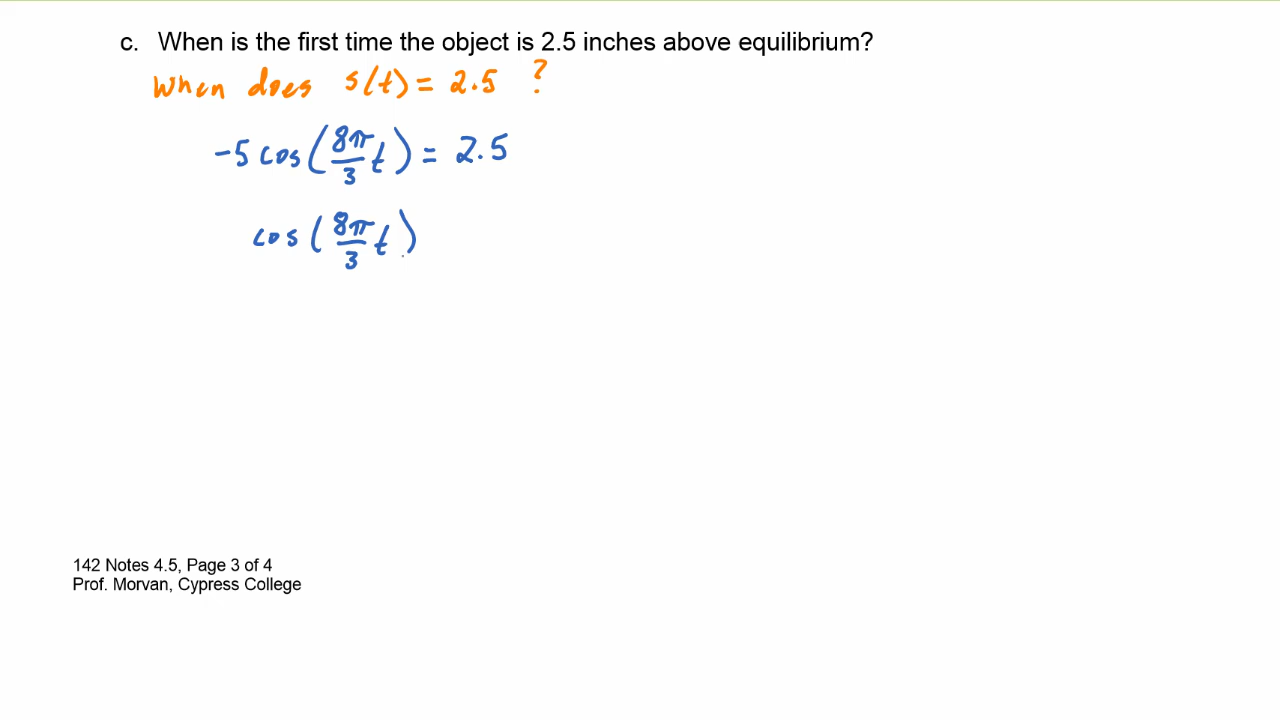 c. When is the first time the object is 2.5 inches above equilibrium?
When does s(t) = 2.5 ?
-5 cos(8π/3 t) = 2.5
cos(8π/3 t)
142 Notes 4.5, Page 3 of 4
Prof. Morvan, Cypress College